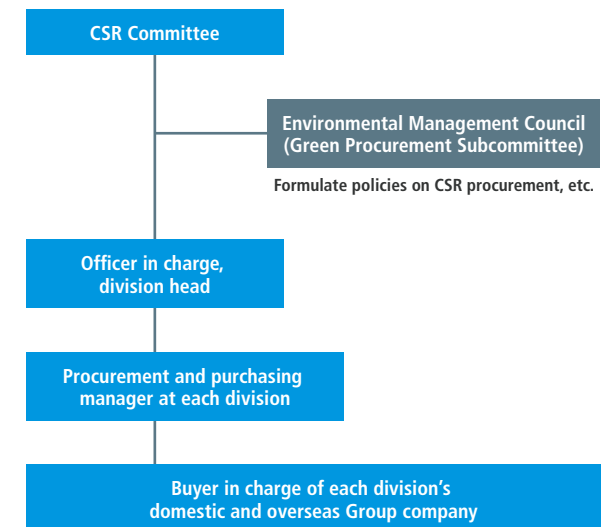 CSR Committee
Environmental Management Council
(Green Procurement Subcommittee)
Formulate policies on CSR procurement, etc.
Officer in charge,
division head
Procurement and purchasing
manager at each division
Buyer in charge of each division’s
domestic and overseas Group company